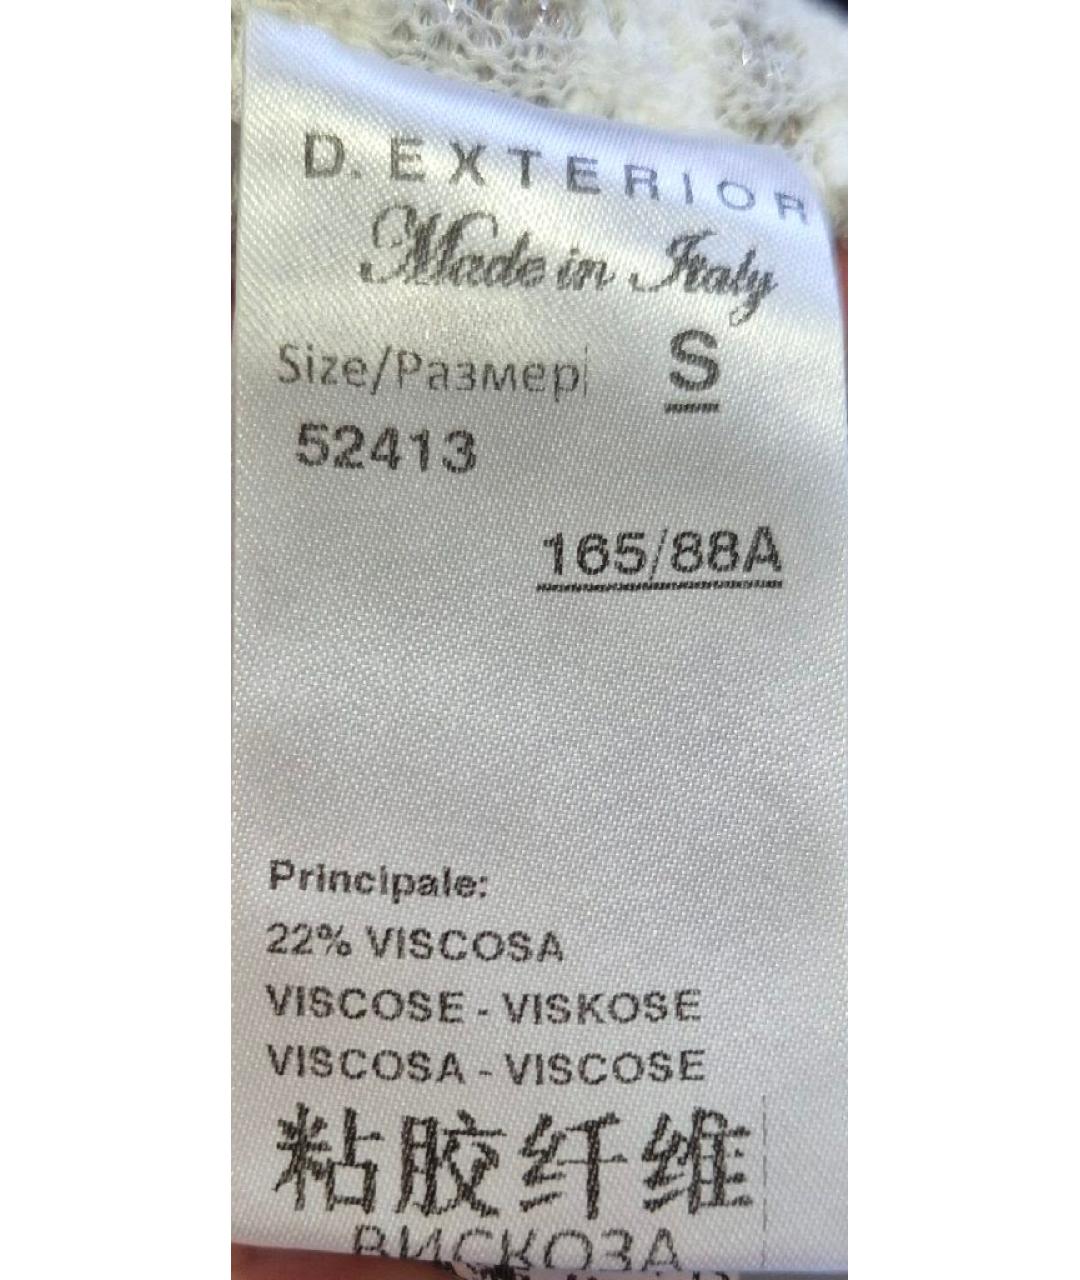 D. EXTERIOR
Made in Italy
Size/Размер S
52413
165/88A
Principale:
22% VISCOSA
VISCOSE - VISKOSE
VISCOSA - VISCOSE
粘胶纤维
ВИСКОЗА